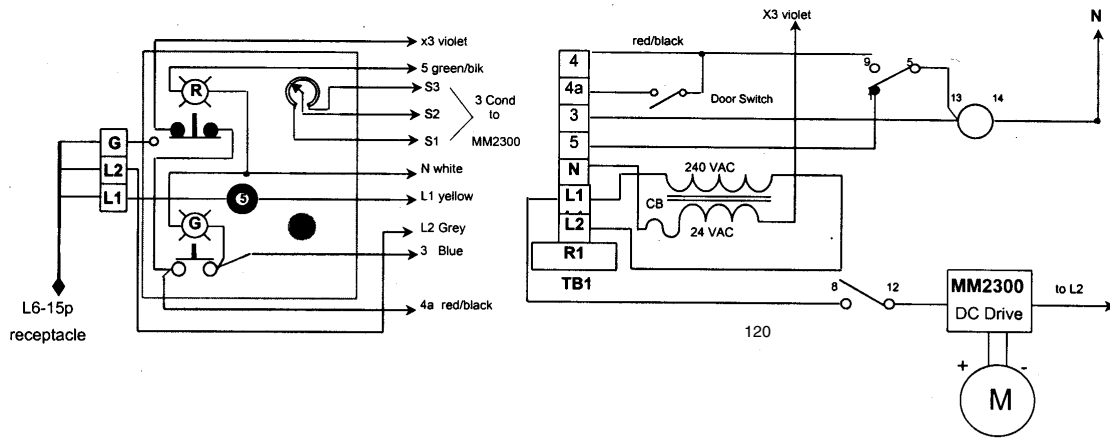 x3 violet
5 green/blk
R
S3
S2
S1
3 Cond
to
MM2300
G
L2
L1
N white
L1 yellow
5
G
L2 Grey
3 Blue
4a red/black
L6-15p
receptacle
X3 violet
N
red/black
4
4a
3
5
N
L1
L2
R1
TB1
Door Switch
9
5
13
14
240 VAC
CB
24 VAC
8
12
120
MM2300
DC Drive
to L2
+
-
M